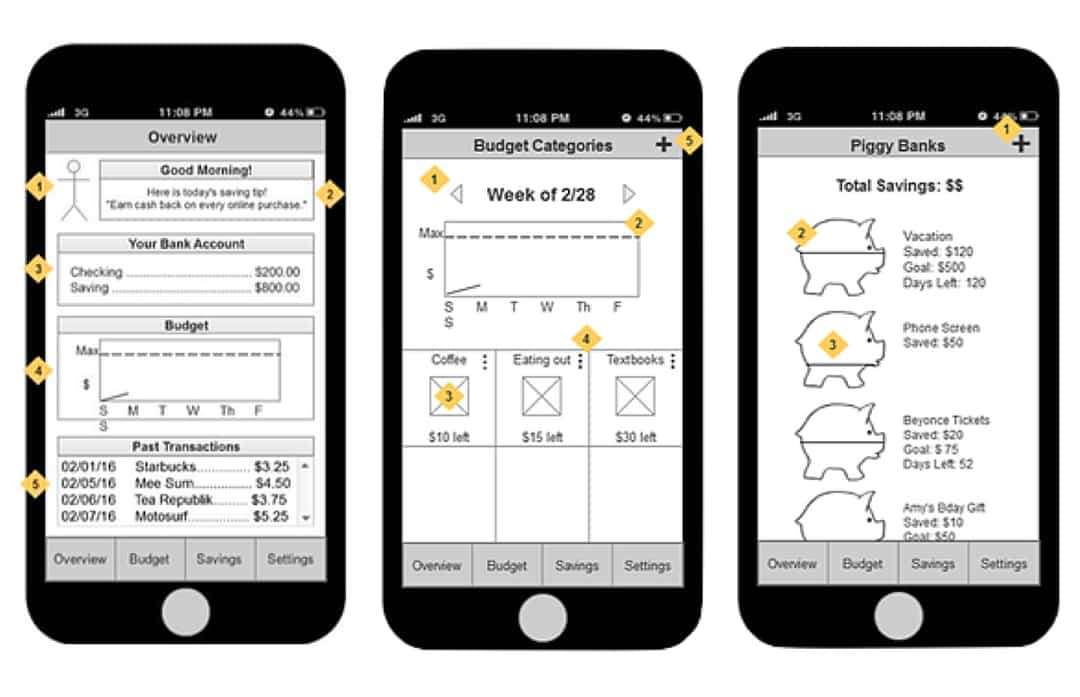 3G 11:08 PM 44%
Overview
1
Good Morning!
Here is today's saving tip!
"Earn cash back on every online purchase."
2
3
Your Bank Account
Checking ........................... $200.00
Saving .............................. $800.00
Budget
Max
4
$
S M T W Th F
S
Past Transactions
02/01/16 Starbucks............ $3.25
5
02/05/16 Mee Sum............. $4.50
02/06/16 Tea Republik........ $3.75
02/07/16 Motosurf............... $5.25
Overview Budget Savings Settings
3G 11:08 PM 44%
Budget Categories + 5
1
Week of 2/28
2
Max
$
S M T W Th F
S
4
Coffee Eating out Textbooks
3
$10 left $15 left $30 left
Overview Budget Savings Settings
3G 11:08 PM 44%
1
Piggy Banks +
Total Savings: $$
2
Vacation
Saved: $120
Goal: $500
Days Left: 120
3
Phone Screen
Saved: $50
Beyonce Tickets
Saved: $20
Goal: $ 75
Days Left: 52
Amy's Bday Gift
Saved: $10
Goal: $50
Overview Budget Savings Settings